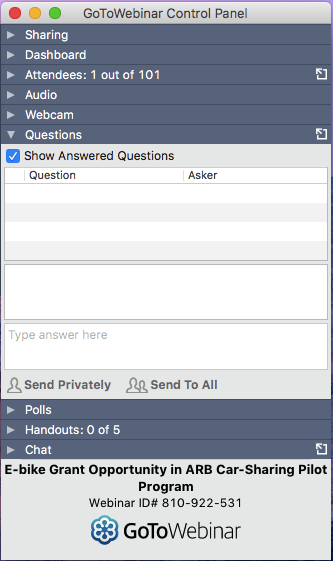 GoToWebinar Control Panel
Sharing
Dashboard
Attendees: 1 out of 101
Audio
Webcam
Questions
Show Answered Questions
Question Asker
Type answer here
Send Privately Send To All
Polls
Handouts: 0 of 5
Chat
E-bike Grant Opportunity in ARB Car-Sharing Pilot
Program
Webinar ID# 810-922-531
GoToWebinar